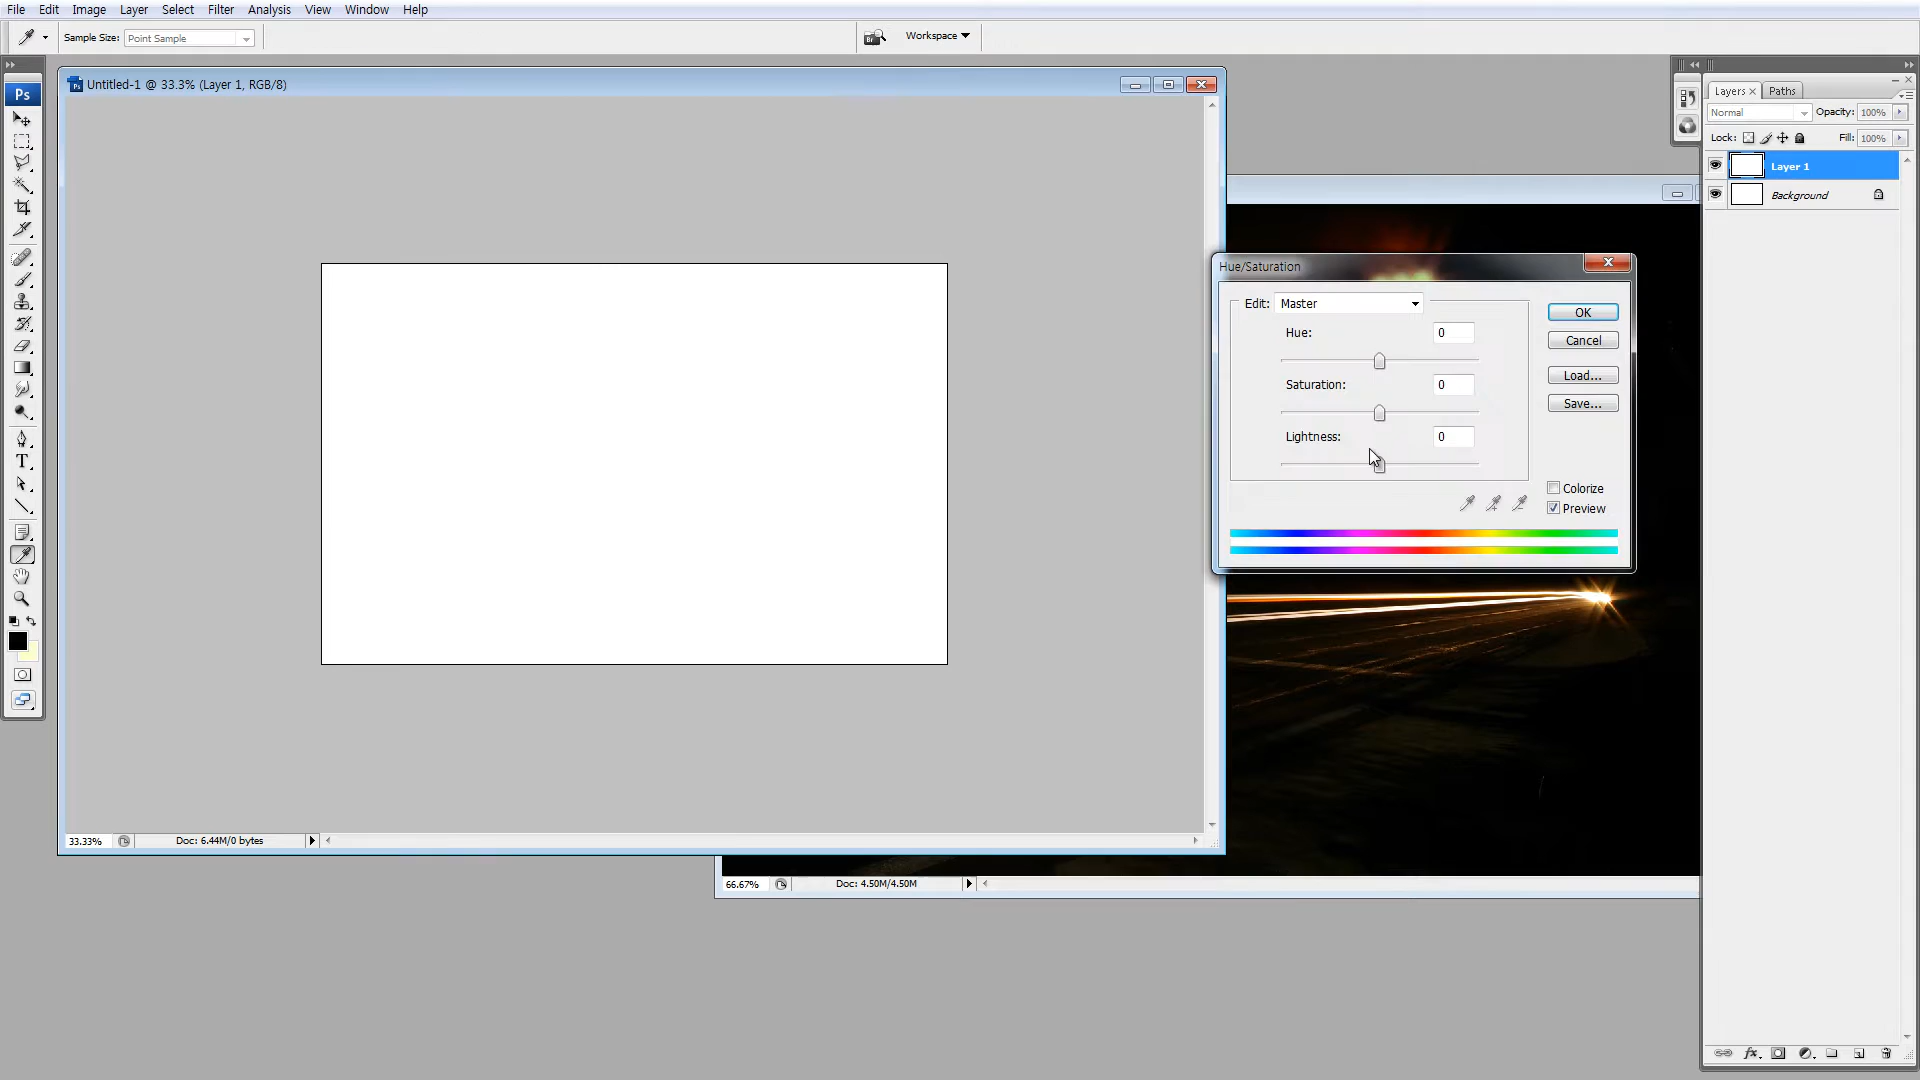 File Edit Image Layer Select Filter Analysis View Window Help
Sample Size: Point Sample
Br
Workspace
Ps
Untitled-1 @ 33.3% (Layer 1, RGB/8)
Layers Paths
Normal Opacity: 100%
Lock: Fill: 100%
Layer 1
Background
Hue/Saturation
Edit: Master
Hue: 0
Saturation: 0
Lightness: 0
OK
Cancel
Load...
Save...
Colorize
Preview
T
33.33% Doc: 6.44M/0 bytes
66.67% Doc: 4.50M/4.50M
fx